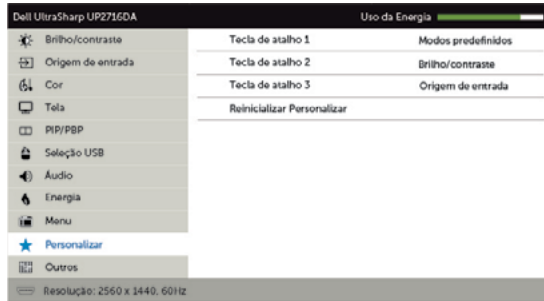 Dell UltraSharp UP2716DA Uso da Energia
Brilho/contraste
Origem de entrada
Cor
Tela
PIP/PBP
Seleção USB
Áudio
Energia
Menu
Personalizar
Outros
Tecla de atalho 1 Modos predefinidos
Tecla de atalho 2 Brilho/contraste
Tecla de atalho 3 Origem de entrada
Reinicializar Personalizar
Resolução: 2560 x 1440, 60Hz